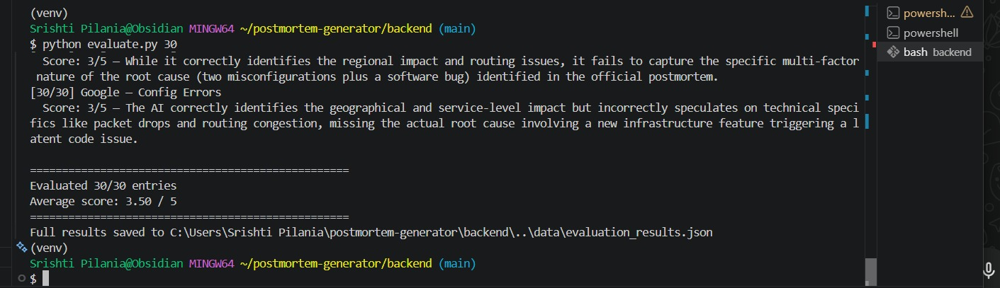 (venv)
Srishti Pilania@Obsidian MINGW64 ~/postmortem-generator/backend (main)
$ python evaluate.py 30
Score: 3/5 — While it correctly identifies the regional impact and routing issues, it fails to capture the specific multi-factor
nature of the root cause (two misconfigurations plus a software bug) identified in the official postmortem.
[30/30] Google — Config Errors
Score: 3/5 — The AI correctly identifies the geographical and service-level impact but incorrectly speculates on technical speci
fics like packet drops and routing congestion, missing the actual root cause involving a new infrastructure feature triggering a l
atent code issue.
==================================================
Evaluated 30/30 entries
Average score: 3.50 / 5
==================================================
Full results saved to C:\Users\Srishti Pilania\postmortem-generator\backend\..\data\evaluation_results.json
(venv)
Srishti Pilania@Obsidian MINGW64 ~/postmortem-generator/backend (main)
$
powersh...
powershell
bash backend